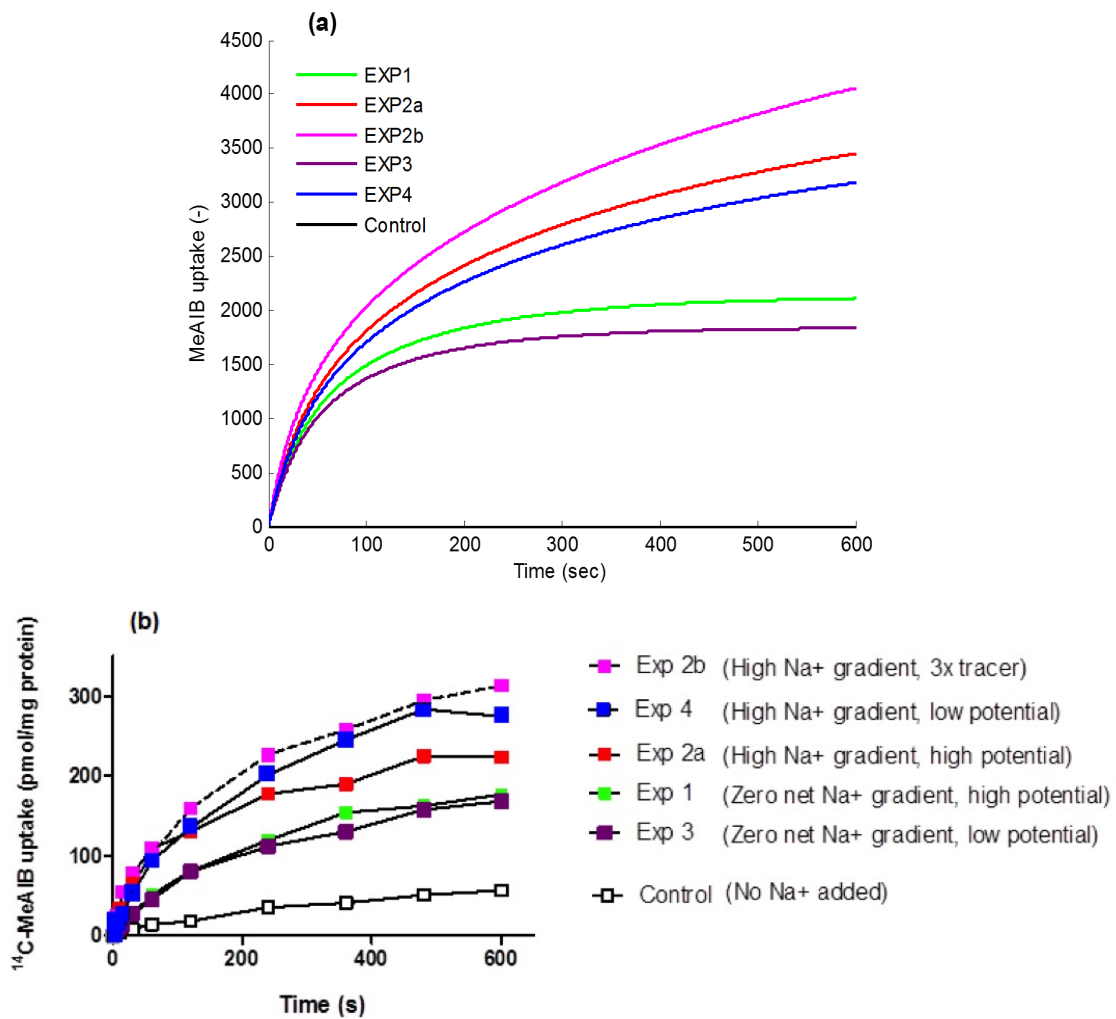 (a)
4500
4000
3500
3000
2500
2000
1500
1000
500
0
MeAIB uptake (-)
EXP1
EXP2a
EXP2b
EXP3
EXP4
Control
0 100 200 300 400 500 600
Time (sec)
(b)
14C-MeAIB uptake (pmol/mg protein)
300
200
100
0
0 200 400 600
Time (s)
Exp 2b (High Na+ gradient, 3x tracer)
Exp 4 (High Na+ gradient, low potential)
Exp 2a (High Na+ gradient, high potential)
Exp 1 (Zero net Na+ gradient, high potential)
Exp 3 (Zero net Na+ gradient, low potential)
Control (No Na+ added)